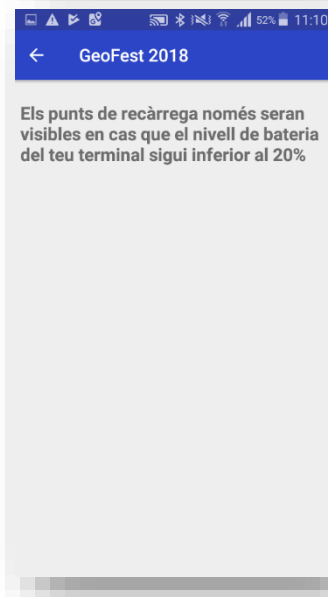 52% 11:10
GeoFest 2018
Els punts de recàrrega només seran
visibles en cas que el nivell de bateria
del teu terminal sigui inferior al 20%